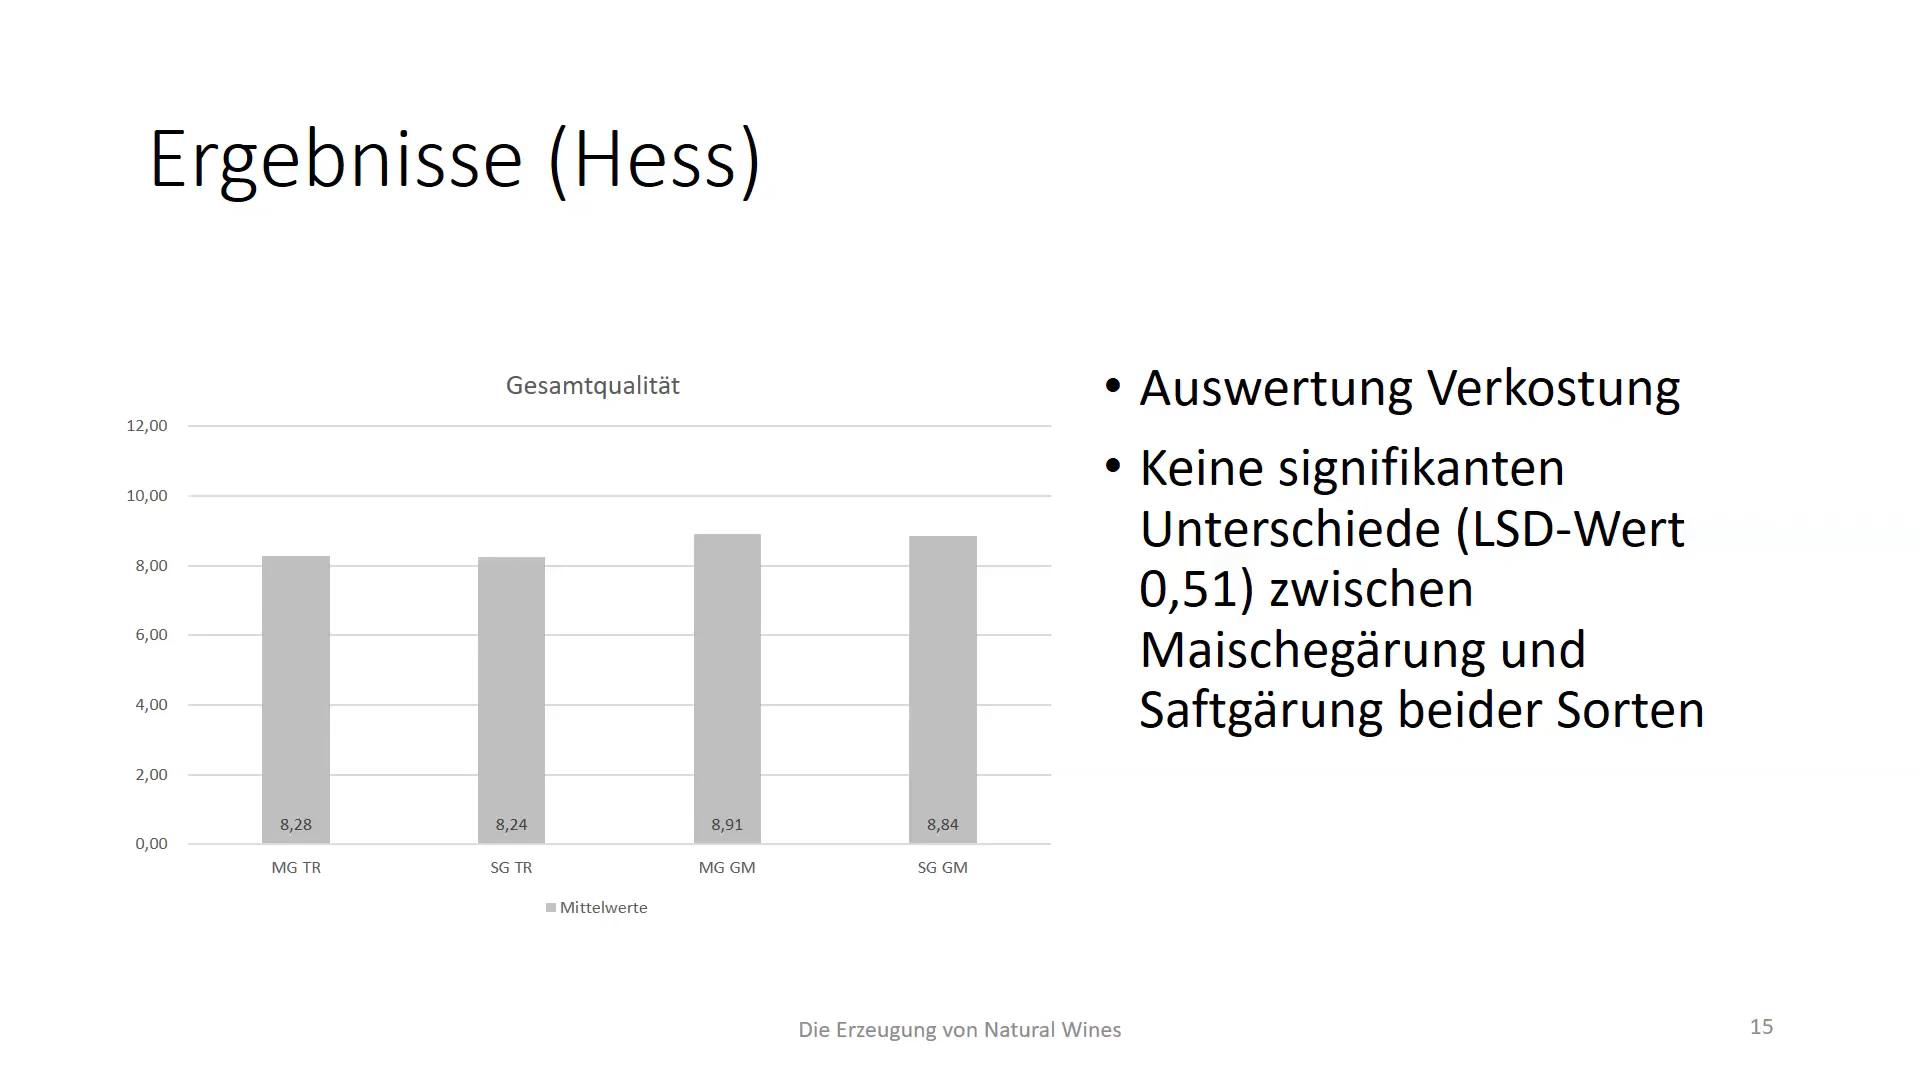 Ergebnisse (Hess)
Gesamtqualität
12,00
10,00
8,00
6,00
4,00
2,00
0,00
8,28
8,24
8,91
8,84
MG TR
SG TR
MG GM
SG GM
Mittelwerte
• Auswertung Verkostung
• Keine signifikanten
Unterschiede (LSD-Wert
0,51) zwischen
Maischegärung und
Saftgärung beider Sorten
Die Erzeugung von Natural Wines
15